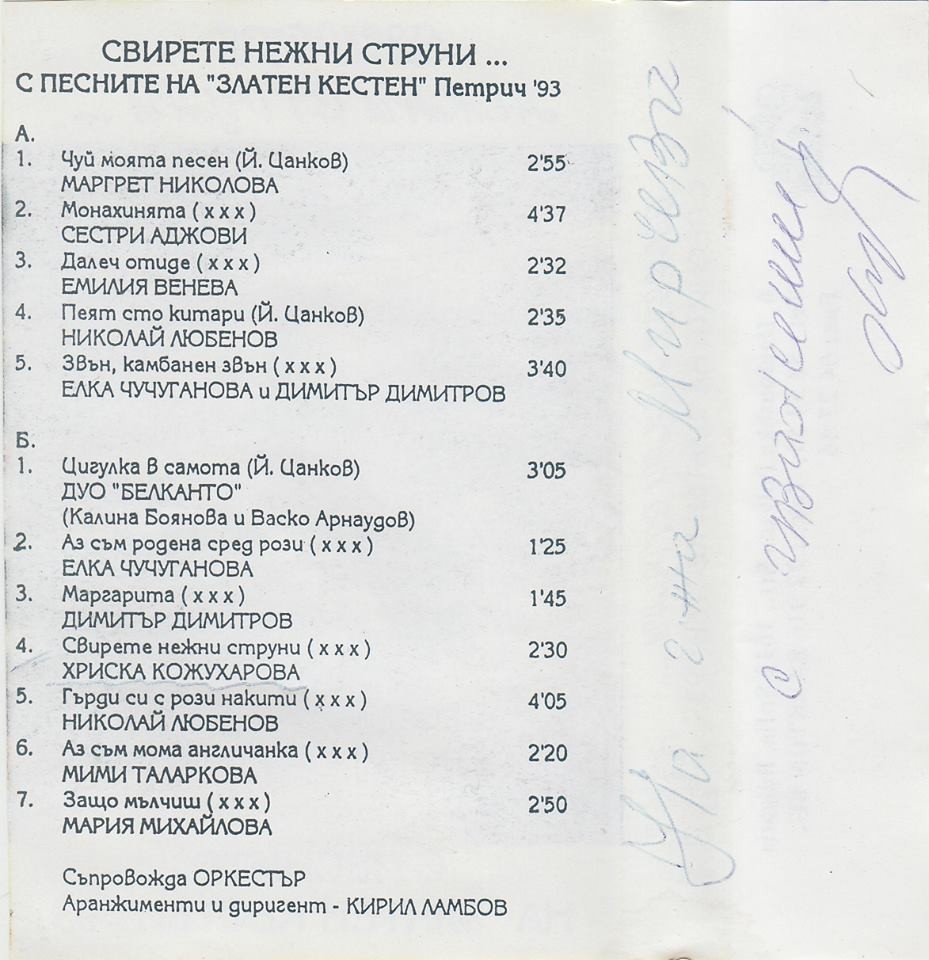 СВИРЕТЕ НЕЖНИ СТРУНИ ...
С ПЕСНИТЕ НА "ЗЛАТЕН КЕСТЕН" Петрич '93
А.
1. Чуй моята песен (Й. Цанков) 2'55
МАРГРЕТ НИКОЛОВА
2. Монахинята ( х х х ) 4'37
СЕСТРИ АДЖОВИ
3. Далеч отиде ( х х х ) 2'32
ЕМИЛИЯ ВЕНЕВА
4. Пеят сто китари (Й. Цанков) 2'35
НИКОЛАЙ ЛЮБЕНОВ
5. Звън, камбанен звън ( х х х ) 3'40
ЕЛКА ЧУЧУГАНОВА и ДИМИТЪР ДИМИТРОВ
Б.
1. Цигулка в самота (Й. Цанков) 3'05
ДУО "БЕЛКАНТО"
(Калина Боянова и Васко Арнаудов)
2. Аз съм родена сред рози ( х х х ) 1'25
ЕЛКА ЧУЧУГАНОВА
3. Маргарита ( х х х ) 1'45
ДИМИТЪР ДИМИТРОВ
4. Свирете нежни струни ( х х х ) 2'30
ХРИСКА КОЖУХАРОВА
5. Гърди си с рози накити ( х х х ) 4'05
НИКОЛАЙ ЛЮБЕНОВ
6. Аз съм мома англичанка ( х х х ) 2'20
МИМИ ТАЛАРКОВА
7. Защо мълчиш ( х х х ) 2'50
МАРИЯ МИХАЙЛОВА
Съпровожда ОРКЕСТЪР
Аранжименти и диригент - КИРИЛ ЛАМБОВ
На г-жа Мирчева
с